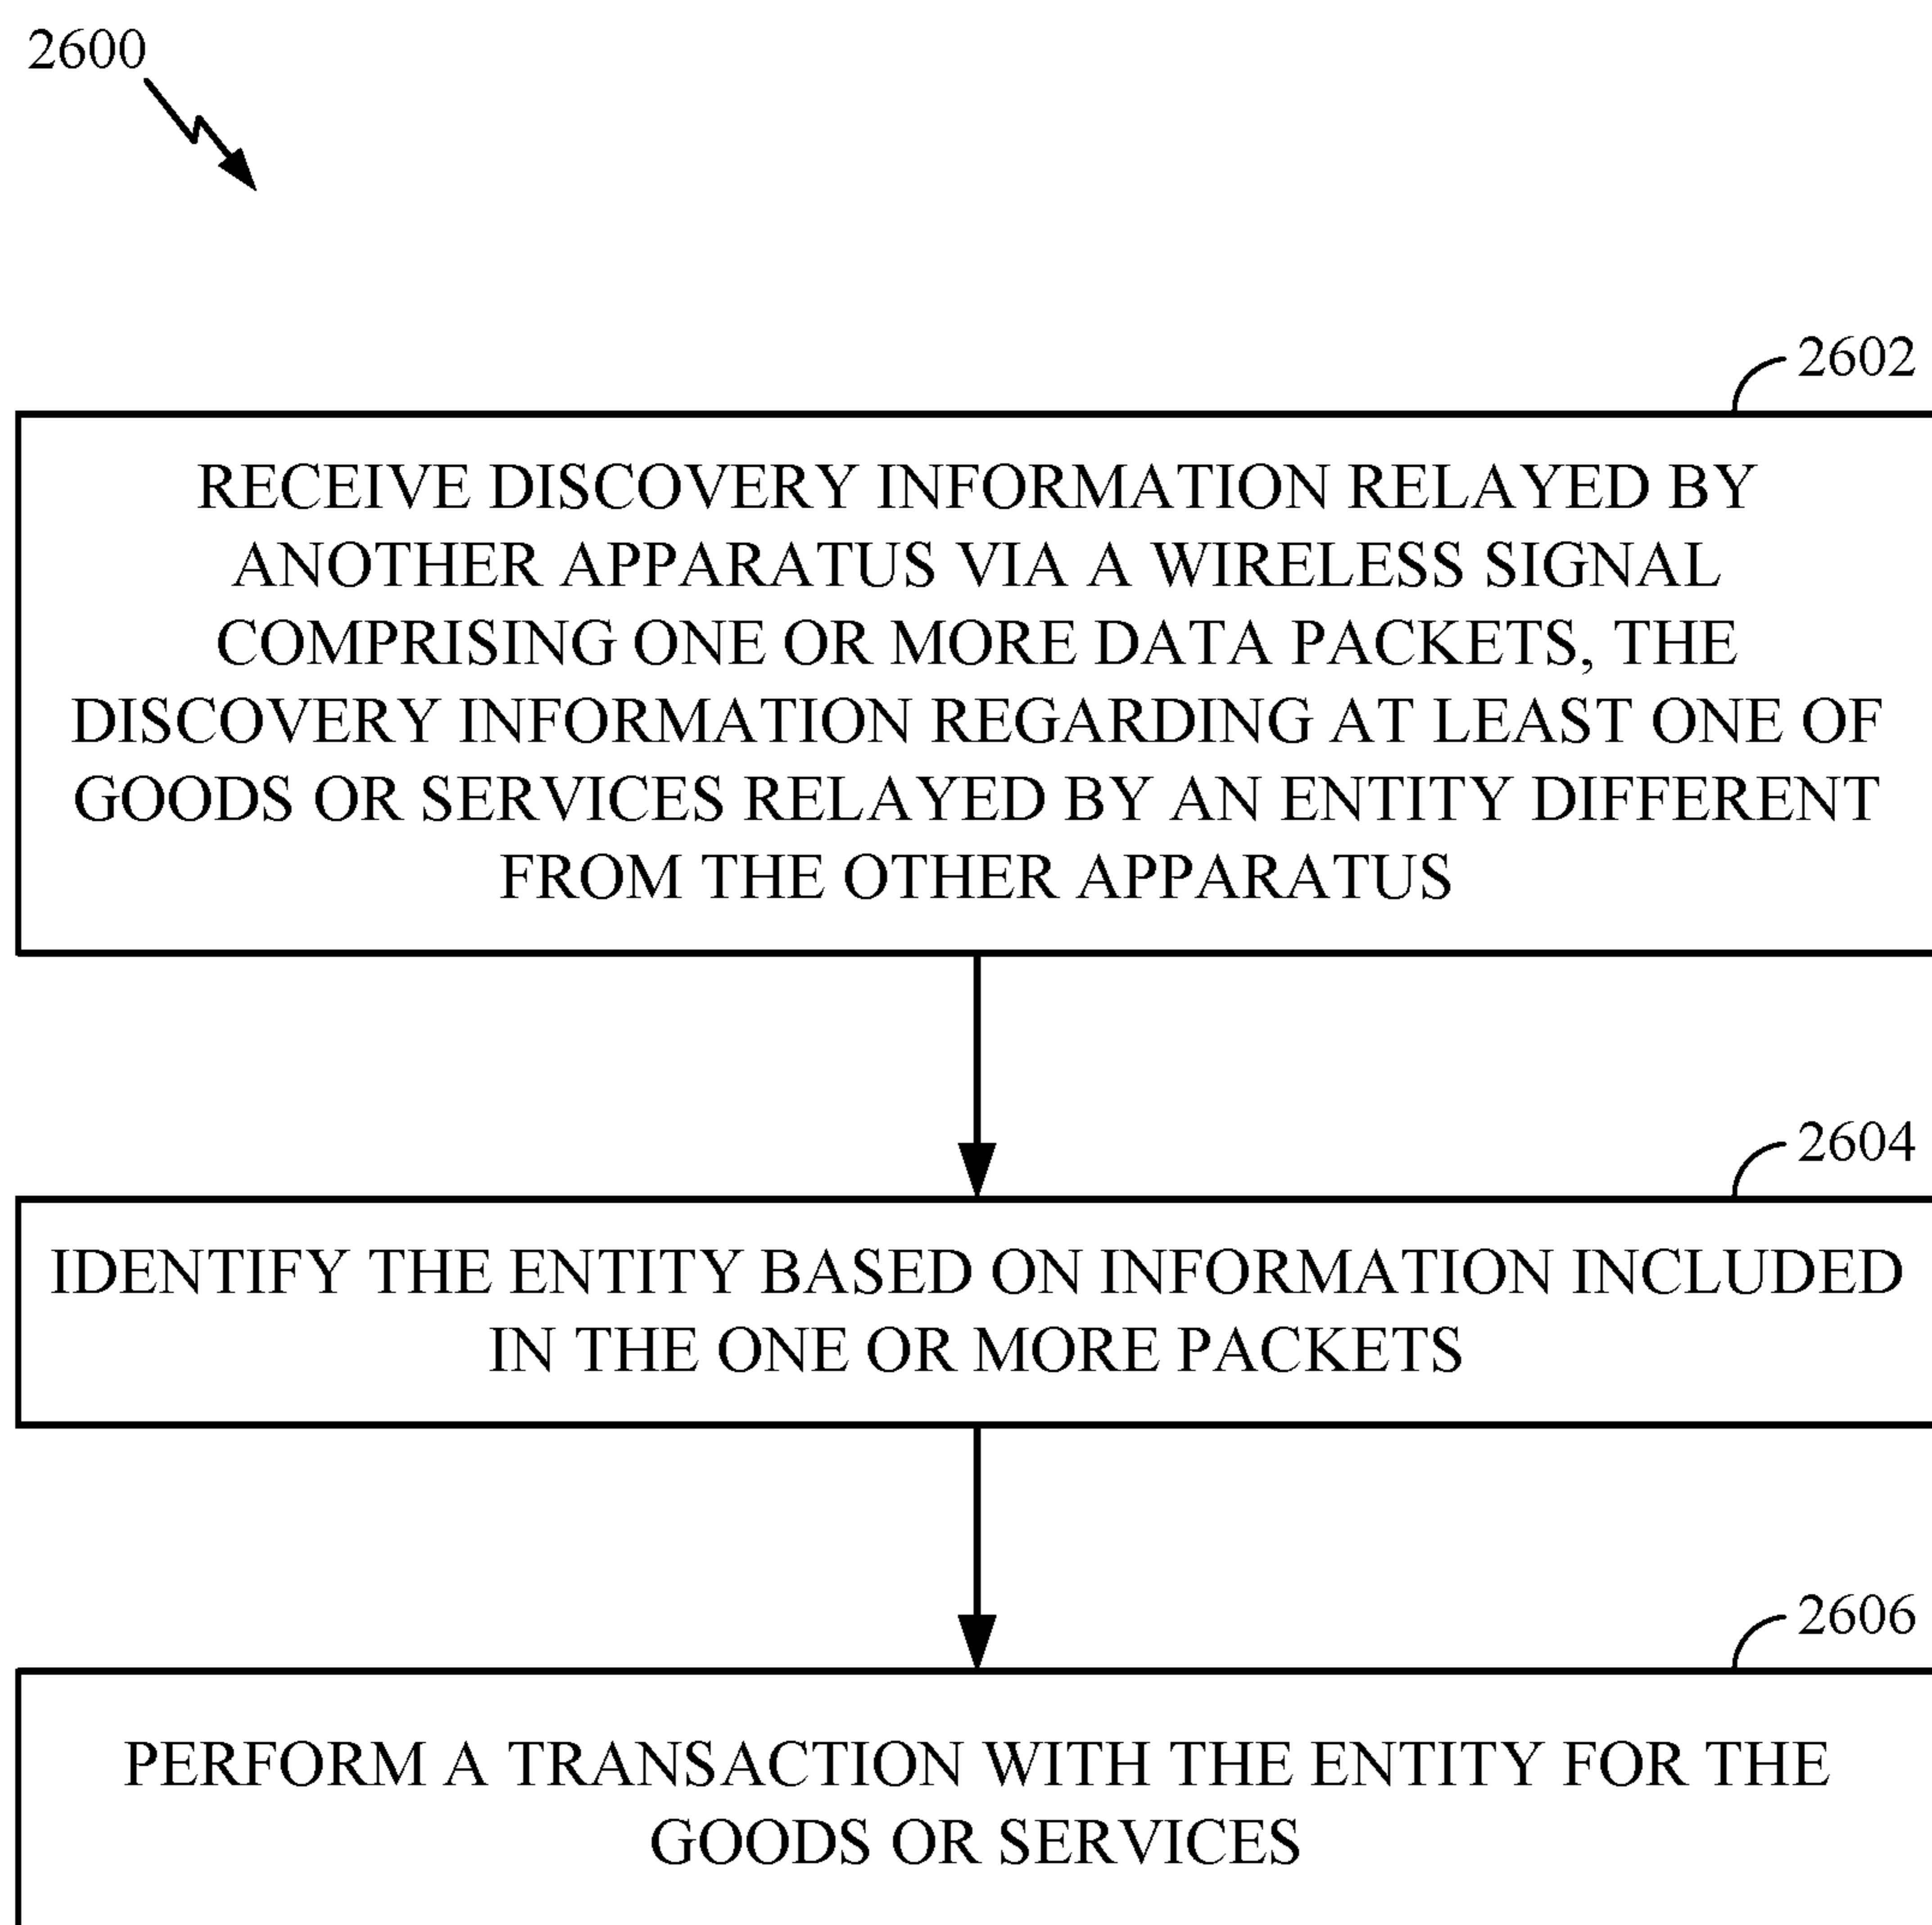 2600
2602
RECEIVE DISCOVERY INFORMATION RELAYED BY
ANOTHER APPARATUS VIA A WIRELESS SIGNAL
COMPRISING ONE OR MORE DATA PACKETS, THE
DISCOVERY INFORMATION REGARDING AT LEAST ONE OF
GOODS OR SERVICES RELAYED BY AN ENTITY DIFFERENT
FROM THE OTHER APPARATUS
2604
IDENTIFY THE ENTITY BASED ON INFORMATION INCLUDED
IN THE ONE OR MORE PACKETS
2606
PERFORM A TRANSACTION WITH THE ENTITY FOR THE
GOODS OR SERVICES